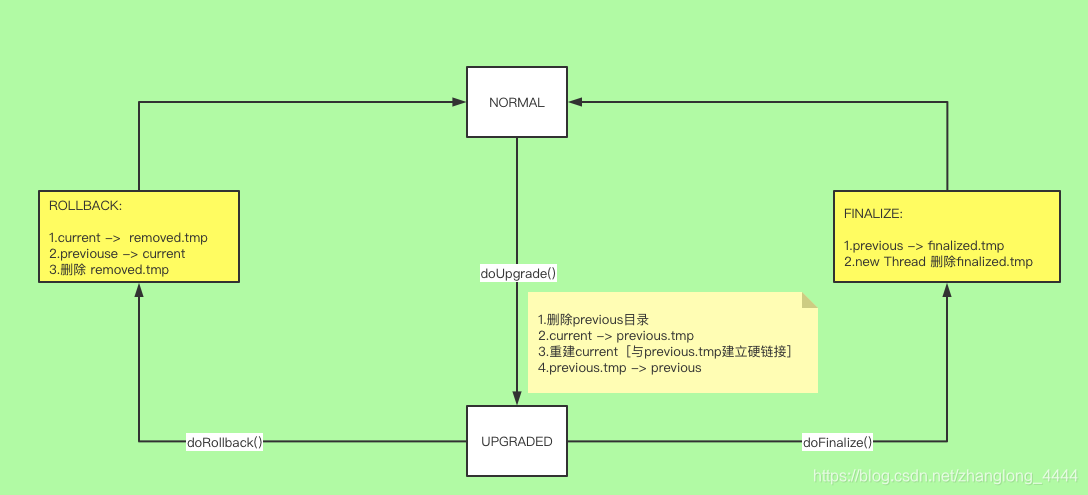 NORMAL
ROLLBACK:
1.current -> removed.tmp
2.previouse -> current
3.删除 removed.tmp
FINALIZE:
1.previous -> finalized.tmp
2.new Thread 删除finalized.tmp
doUpgrade()
1.删除previous目录
2.current -> previous.tmp
3.重建current［与previous.tmp建立硬链接］
4.previous.tmp -> previous
doRollback()
UPGRADED
doFinalize()
https://blog.csdn.net/zhanglong_4444